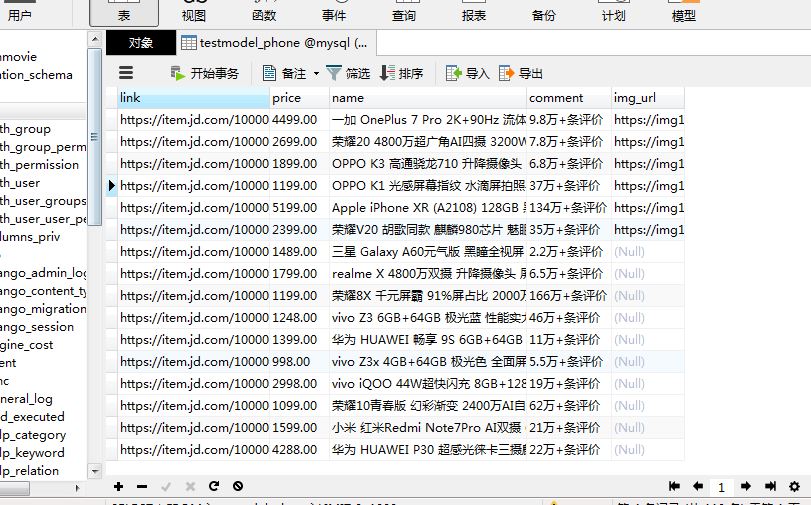 用户
表
视图
函数
事件
查询
报表
备份
计划
模型
nmovie
ation_schema
th_group
th_group_perm
th_permission
th_user
th_user_groups
th_user_user_pe
lumns_priv
ango_admin_log
ango_content_ty
ango_migration
ango_session
gine_cost
ent
nc
neral_log
d_executed
lp_category
lp_keyword
lp_relation
对象
testmodel_phone @mysql (...
开始事务
备注
筛选
排序
导入
导出
link price name comment img_url
https://item.jd.com/10000 4499.00 一加 OnePlus 7 Pro 2K+90Hz 流体 9.8万+条评价 https://img1
https://item.jd.com/10000 2699.00 荣耀20 4800万超广角AI四摄 3200W 7.8万+条评价 https://img1
https://item.jd.com/10000 1899.00 OPPO K3 高通骁龙710 升降摄像头 6.8万+条评价 https://img1
https://item.jd.com/10000 1199.00 OPPO K1 光感屏幕指纹 水滴屏拍照 37万+条评价 https://img1
https://item.jd.com/10000 5199.00 Apple iPhone XR (A2108) 128GB 134万+条评价 https://img1
https://item.jd.com/10000 2399.00 荣耀V20 胡歌同款 麒麟980芯片 魅眼 35万+条评价 https://img1
https://item.jd.com/10000 1489.00 三星 Galaxy A60元气版 黑瞳全视屏 2.2万+条评价 (Null)
https://item.jd.com/10000 1799.00 realme X 4800万双摄 升降摄像头 6.5万+条评价 (Null)
https://item.jd.com/10000 1199.00 荣耀8X 千元屏霸 91%屏占比 2000万 166万+条评价 (Null)
https://item.jd.com/10000 1248.00 vivo Z3 6GB+64GB 极光蓝 性能实力 46万+条评价 (Null)
https://item.jd.com/10000 1399.00 华为 HUAWEI 畅享 9S 6GB+64GB 11万+条评价 (Null)
https://item.jd.com/10000 998.00 vivo Z3x 4GB+64GB 极光色 全面屏 5.5万+条评价 (Null)
https://item.jd.com/10000 2998.00 vivo iQOO 44W超快闪充 8GB+128 19万+条评价 (Null)
https://item.jd.com/10000 1099.00 荣耀10青春版 幻彩渐变 2400万AI自 62万+条评价 (Null)
https://item.jd.com/10000 1599.00 小米 红米Redmi Note7Pro AI双摄 21万+条评价 (Null)
https://item.jd.com/10000 4288.00 华为 HUAWEI P30 超感光徕卡三摄 22万+条评价 (Null)
1